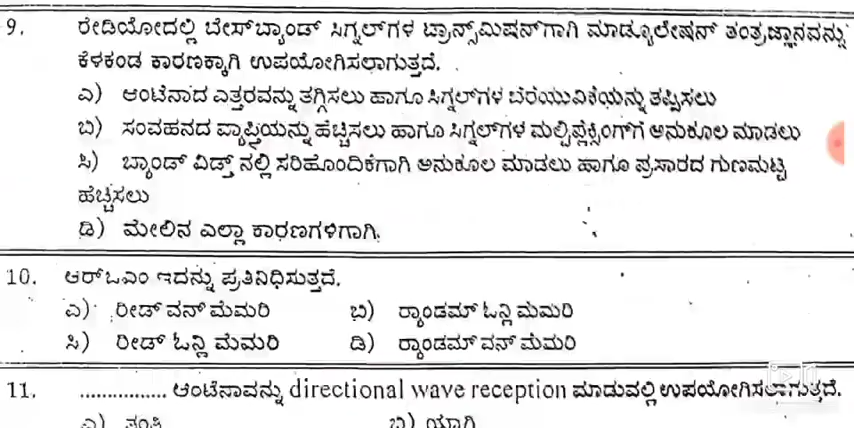 9. ರೇಡಿಯೋದಲ್ಲಿ ಬೇಸ್‌ಬ್ಯಾಂಡ್ ಸಿಗ್ನಲ್‌ಗಳ ಟ್ರಾನ್ಸ್‌ಮಿಷನ್‌ಗಾಗಿ ಮಾಡ್ಯೂಲೇಷನ್ ತಂತ್ರಜ್ಞಾನವನ್ನು
ಕೆಳಕಂಡ ಕಾರಣಕ್ಕಾಗಿ ಉಪಯೋಗಿಸಲಾಗುತ್ತದೆ.
ಎ) ಆಂಟೆನಾದ ಎತ್ತರವನ್ನು ತಗ್ಗಿಸಲು ಹಾಗೂ ಸಿಗ್ನಲ್‌ಗಳ ಬೆರೆಯುವಿಕೆಯನ್ನು ತಪ್ಪಿಸಲು
ಬಿ) ಸಂವಹನದ ವ್ಯಾಪ್ತಿಯನ್ನು ಹೆಚ್ಚಿಸಲು ಹಾಗೂ ಸಿಗ್ನಲ್‌ಗಳ ಮಲ್ಟಿಪ್ಲೆಕ್ಸಿಂಗ್‌ಗೆ ಅನುಕೂಲ ಮಾಡಲು
ಸಿ) ಬ್ಯಾಂಡ್ ವಿಡ್ತ್ ನಲ್ಲಿ ಸರಿಹೊಂದಿಕೆಗಾಗಿ ಅನುಕೂಲ ಮಾಡಲು ಹಾಗೂ ಪ್ರಸಾರದ ಗುಣಮಟ್ಟ
ಹೆಚ್ಚಿಸಲು
ಡಿ) ಮೇಲಿನ ಎಲ್ಲಾ ಕಾರಣಗಳಿಗಾಗಿ.
10. ಆರ್‌ಓಎಂ ಇದನ್ನು ಪ್ರತಿನಿಧಿಸುತ್ತದೆ.
ಎ) ರೀಡ್ ವನ್ ಮೆಮರಿ ಬಿ) ರ‍್ಯಾಂಡಮ್ ಓನ್ಲಿ ಮೆಮರಿ
ಸಿ) ರೀಡ್ ಓನ್ಲಿ ಮೆಮರಿ ಡಿ) ರ‍್ಯಾಂಡಮ್ ವನ್ ಮೆಮರಿ
11. ................ ಆಂಟೆನಾವನ್ನು directional wave reception ಮಾಡುವಲ್ಲಿ ಉಪಯೋಗಿಸಲಾಗುತ್ತದೆ.
ಎ) ತಂತಿ ಬಿ) ಯಾಗಿ